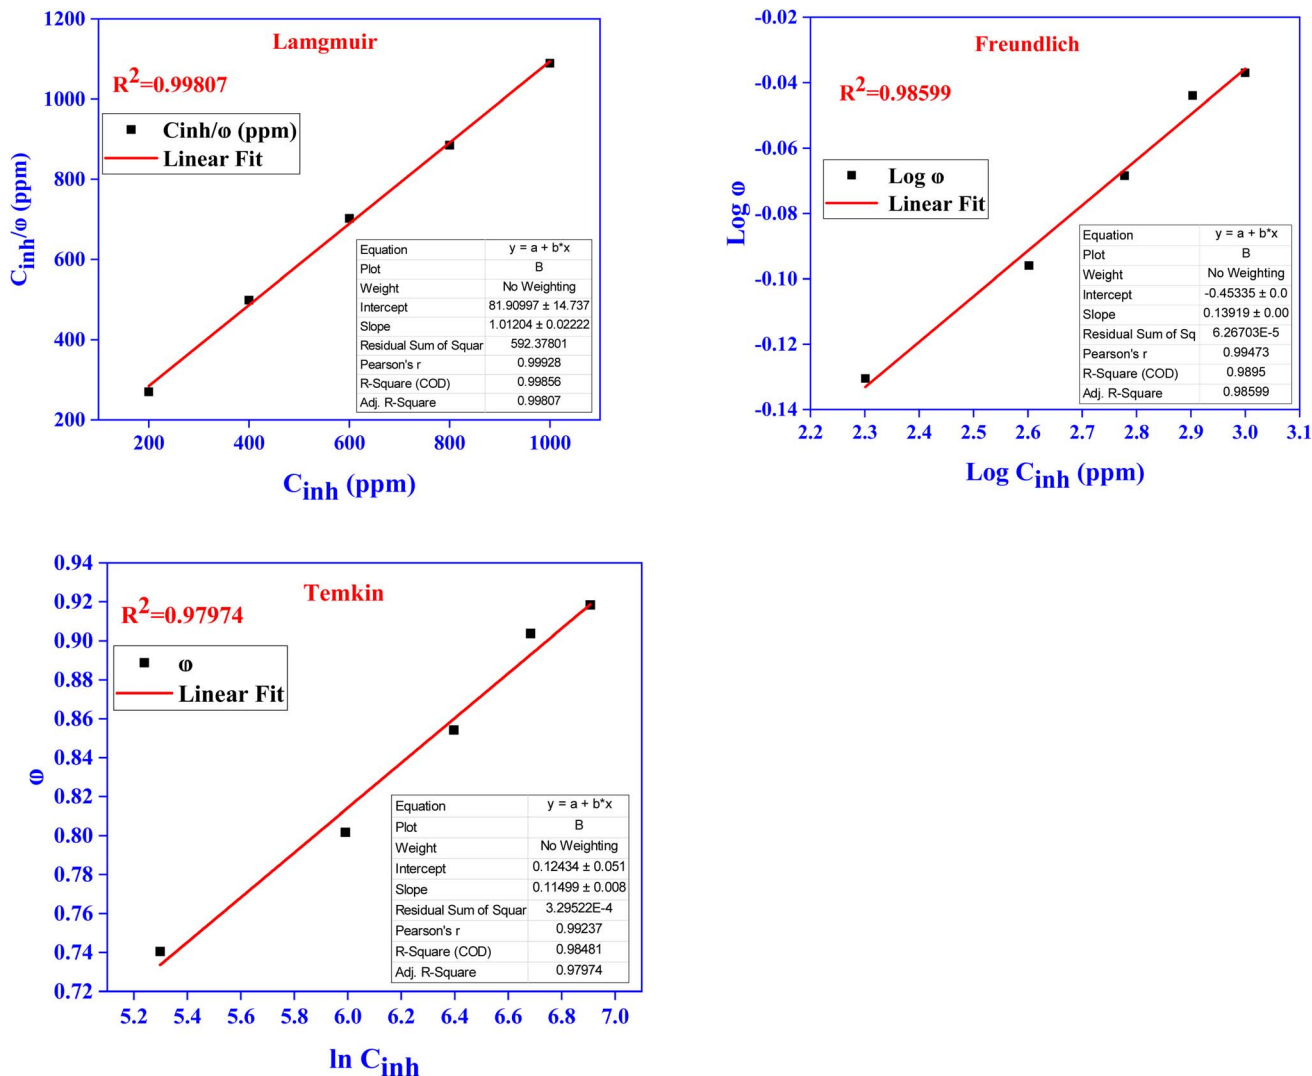 Lamgmuir
R2=0.99807
Cinh/φ (ppm)
Linear Fit
1200
1000
800
600
400
200
Cinh/φ (ppm)
Equation y = a + b*x
Plot B
Weight No Weighting
Intercept 81.90997 ± 14.737
Slope 1.01204 ± 0.02222
Residual Sum of Squar 592.37801
Pearson's r 0.99928
R-Square (COD) 0.99856
Adj. R-Square 0.99807
200 400 600 800 1000
Cinh (ppm)
Freundlich
R2=0.98599
Log φ
Linear Fit
-0.02
-0.04
-0.06
-0.08
-0.10
-0.12
-0.14
Log φ
Equation y = a + b*x
Plot B
Weight No Weighting
Intercept -0.45335 ± 0.0
Slope 0.13919 ± 0.00
Residual Sum of Sq 6.26703E-5
Pearson's r 0.99473
R-Square (COD) 0.9895
Adj. R-Square 0.98599
2.2 2.3 2.4 2.5 2.6 2.7 2.8 2.9 3.0 3.1
Log Cinh (ppm)
Temkin
R2=0.97974
φ
Linear Fit
0.94
0.92
0.90
0.88
0.86
0.84
0.82
0.80
0.78
0.76
0.74
0.72
φ
Equation y = a + b*x
Plot B
Weight No Weighting
Intercept 0.12434 ± 0.051
Slope 0.11499 ± 0.008
Residual Sum of Squar 3.29522E-4
Pearson's r 0.99237
R-Square (COD) 0.98481
Adj. R-Square 0.97974
5.2 5.4 5.6 5.8 6.0 6.2 6.4 6.6 6.8 7.0
ln Cinh